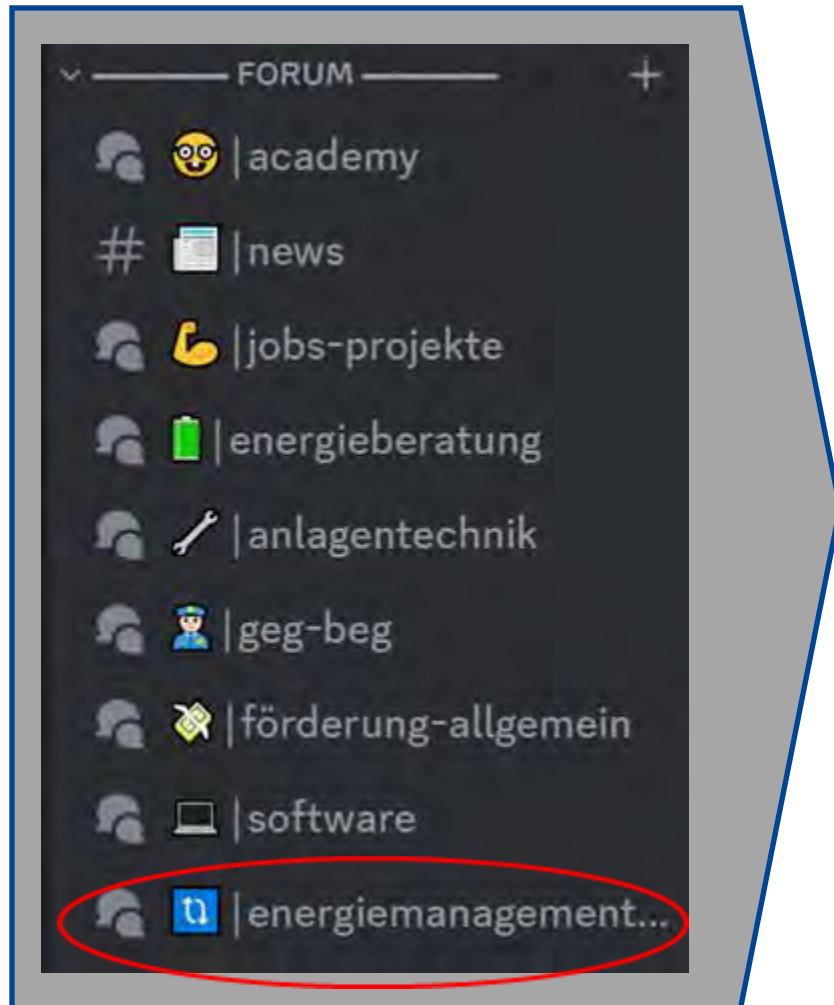 FORUM
|academy
# |news
|jobs-projekte
|energieberatung
|anlagentechnik
|geg-beg
|förderung-allgemein
|software
|energiemanagement...